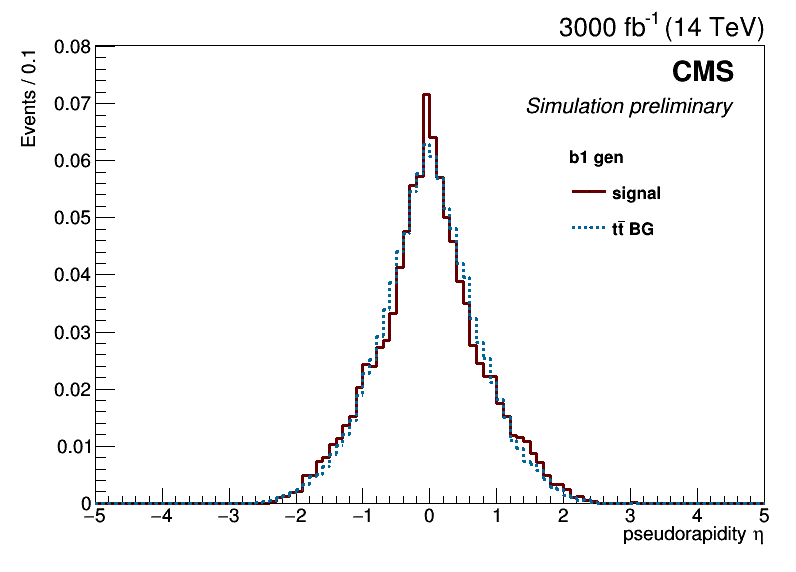 3000 fb-1 (14 TeV)
CMS
Simulation preliminary
b1 gen
signal
tt̄ BG
Events / 0.1
0.08
0.07
0.06
0.05
0.04
0.03
0.02
0.01
0
−5 −4 −3 −2 −1 0 1 2 3 4 5
pseudorapidity η